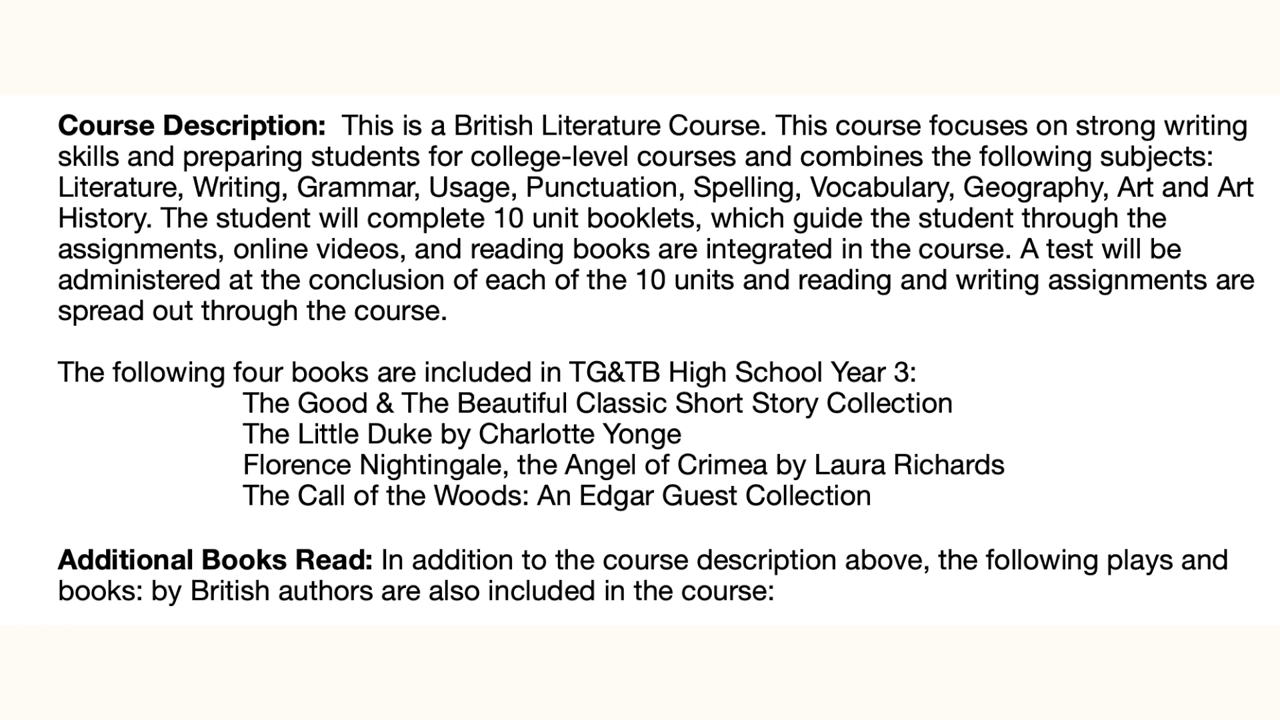 Course Description: This is a British Literature Course. This course focuses on strong writing
skills and preparing students for college-level courses and combines the following subjects:
Literature, Writing, Grammar, Usage, Punctuation, Spelling, Vocabulary, Geography, Art and Art
History. The student will complete 10 unit booklets, which guide the student through the
assignments, online videos, and reading books are integrated in the course. A test will be
administered at the conclusion of each of the 10 units and reading and writing assignments are
spread out through the course.
The following four books are included in TG&TB High School Year 3:
The Good & The Beautiful Classic Short Story Collection
The Little Duke by Charlotte Yonge
Florence Nightingale, the Angel of Crimea by Laura Richards
The Call of the Woods: An Edgar Guest Collection
Additional Books Read: In addition to the course description above, the following plays and
books: by British authors are also included in the course: